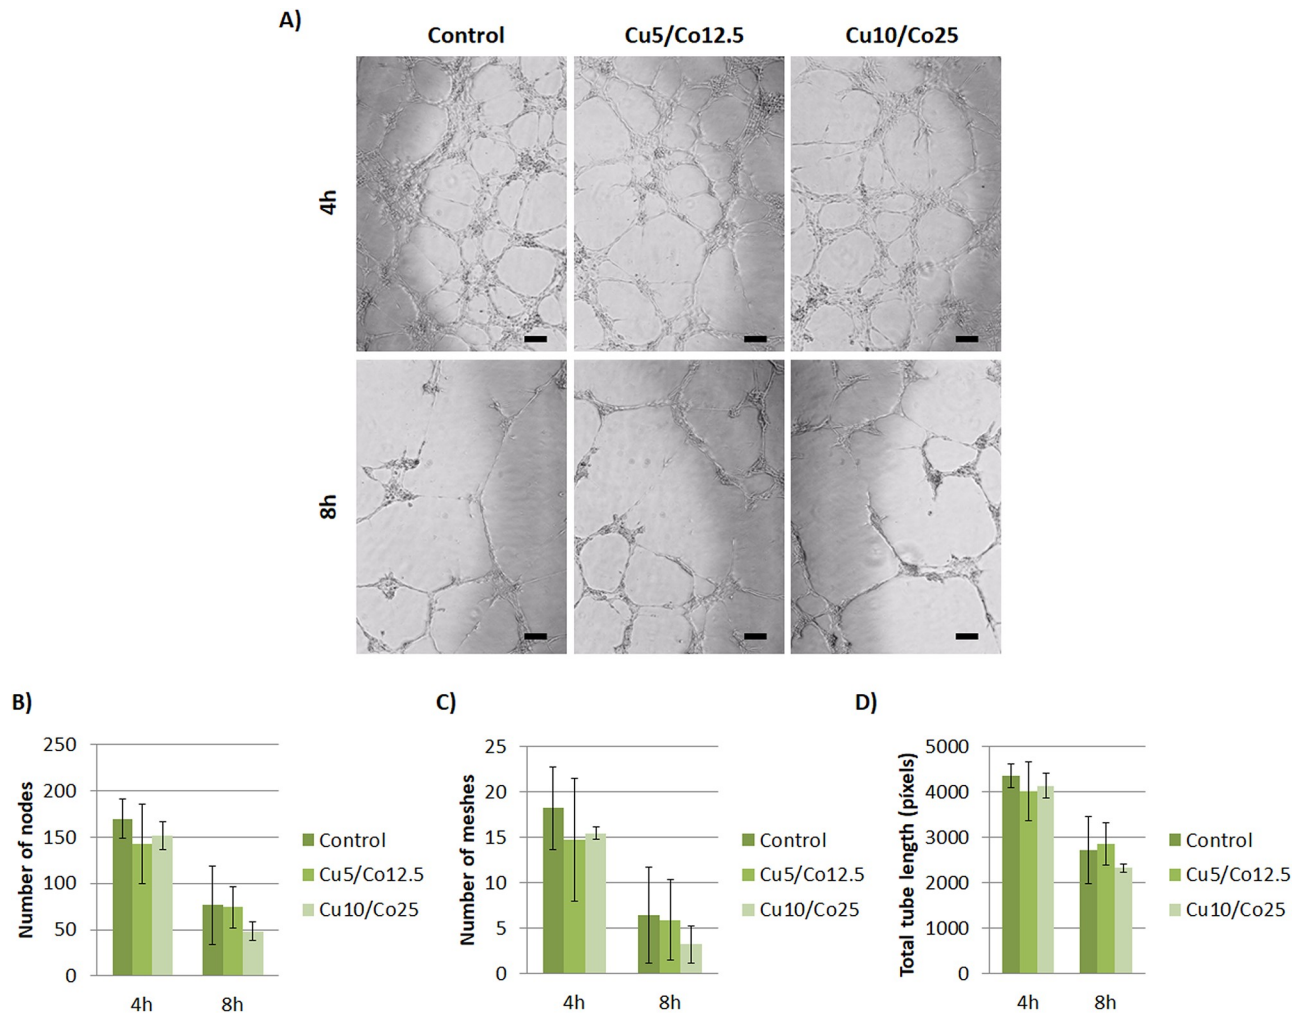 A)
Control Cu5/Co12.5 Cu10/Co25
4h
8h
B)
Number of nodes
250
200
150
100
50
0
4h 8h
Control
Cu5/Co12.5
Cu10/Co25
C)
Number of meshes
25
20
15
10
5
0
4h 8h
Control
Cu5/Co12.5
Cu10/Co25
D)
Total tube length (píxels)
5000
4000
3000
2000
1000
0
4h 8h
Control
Cu5/Co12.5
Cu10/Co25